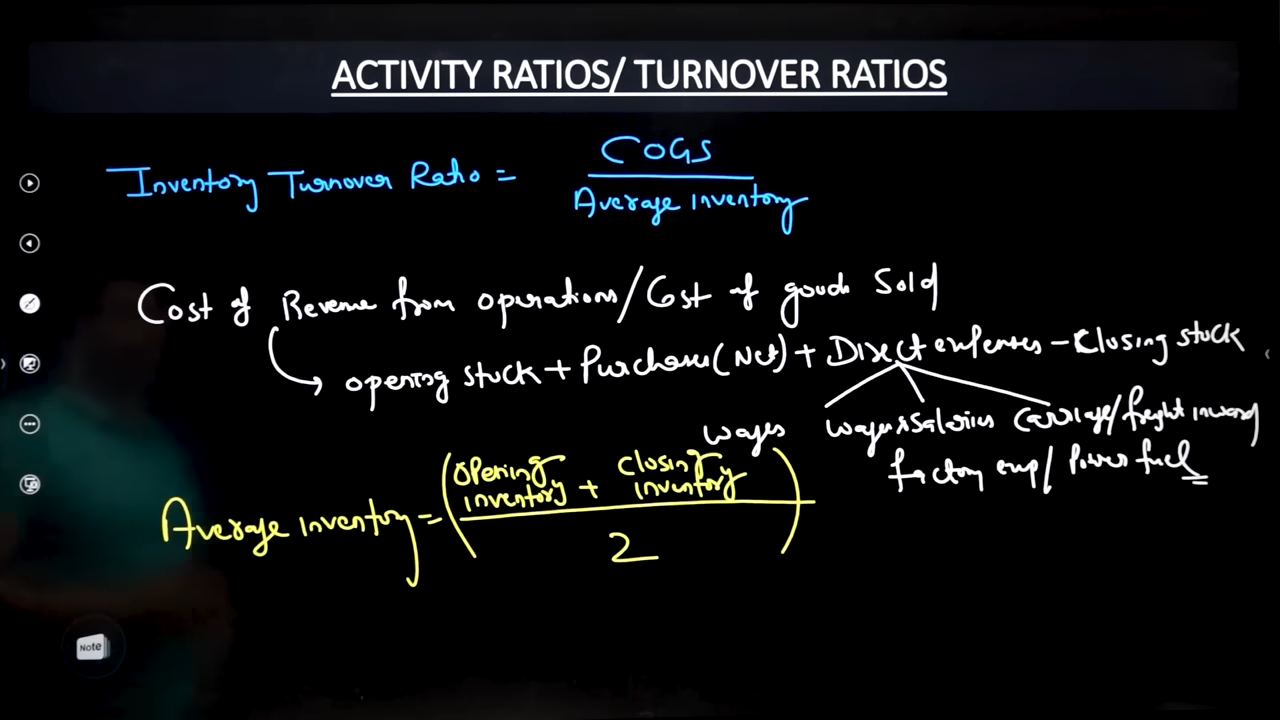 ACTIVITY RATIOS/ TURNOVER RATIOS
Inventory Turnover Ratio = COGS
Average inventory
Cost of Revenue from operations/Cost of goods Sold
opening stock + Purchases (Net) + Direct expenses - Closing stock
wages wages & Salaries carriage/freight inward
factory exp/ Power fuel
Average inventory = (opening inventory + closing inventory)
2
Note